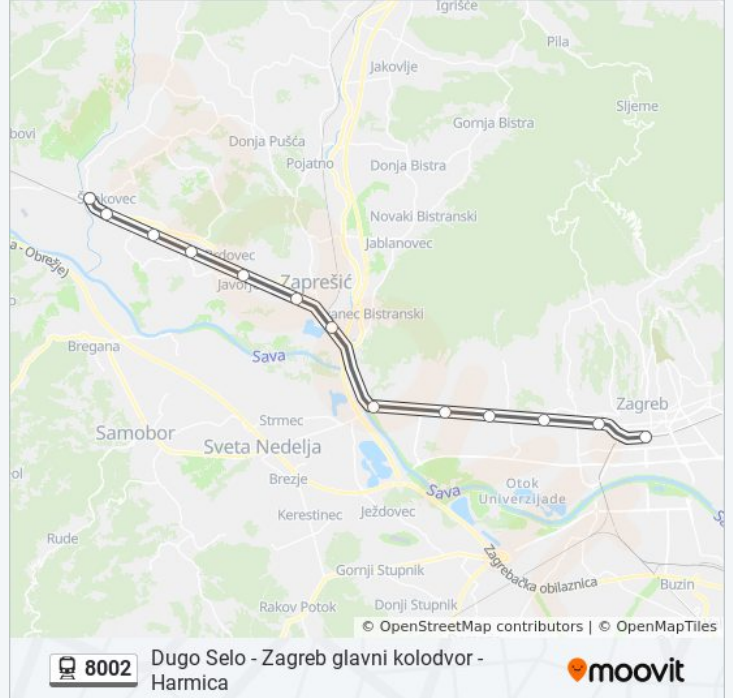 Igrišće
Pila
Jakovlje
Sljeme
Gornja Bistra
bovi
Donja Pušća
Pojatno
Donja Bistra
Novaki Bistranski
Jablanovec
a - Obrežje)
Zaprešić
Bregana
Sava
Zagreb
Strmec
Samobor
Sveta Nedelja
ol
Brezje
Sava
Otok
Univerzijade
Kerestinec
Ježdovec
Rude
Zagrebačka obilaznica
Gornji Stupnik
Buzin
Rakov Potok
Donji Stupnik
© OpenStreetMap contributors | © OpenMapTiles
8002
Dugo Selo - Zagreb glavni kolodvor -
Harmica
moovit